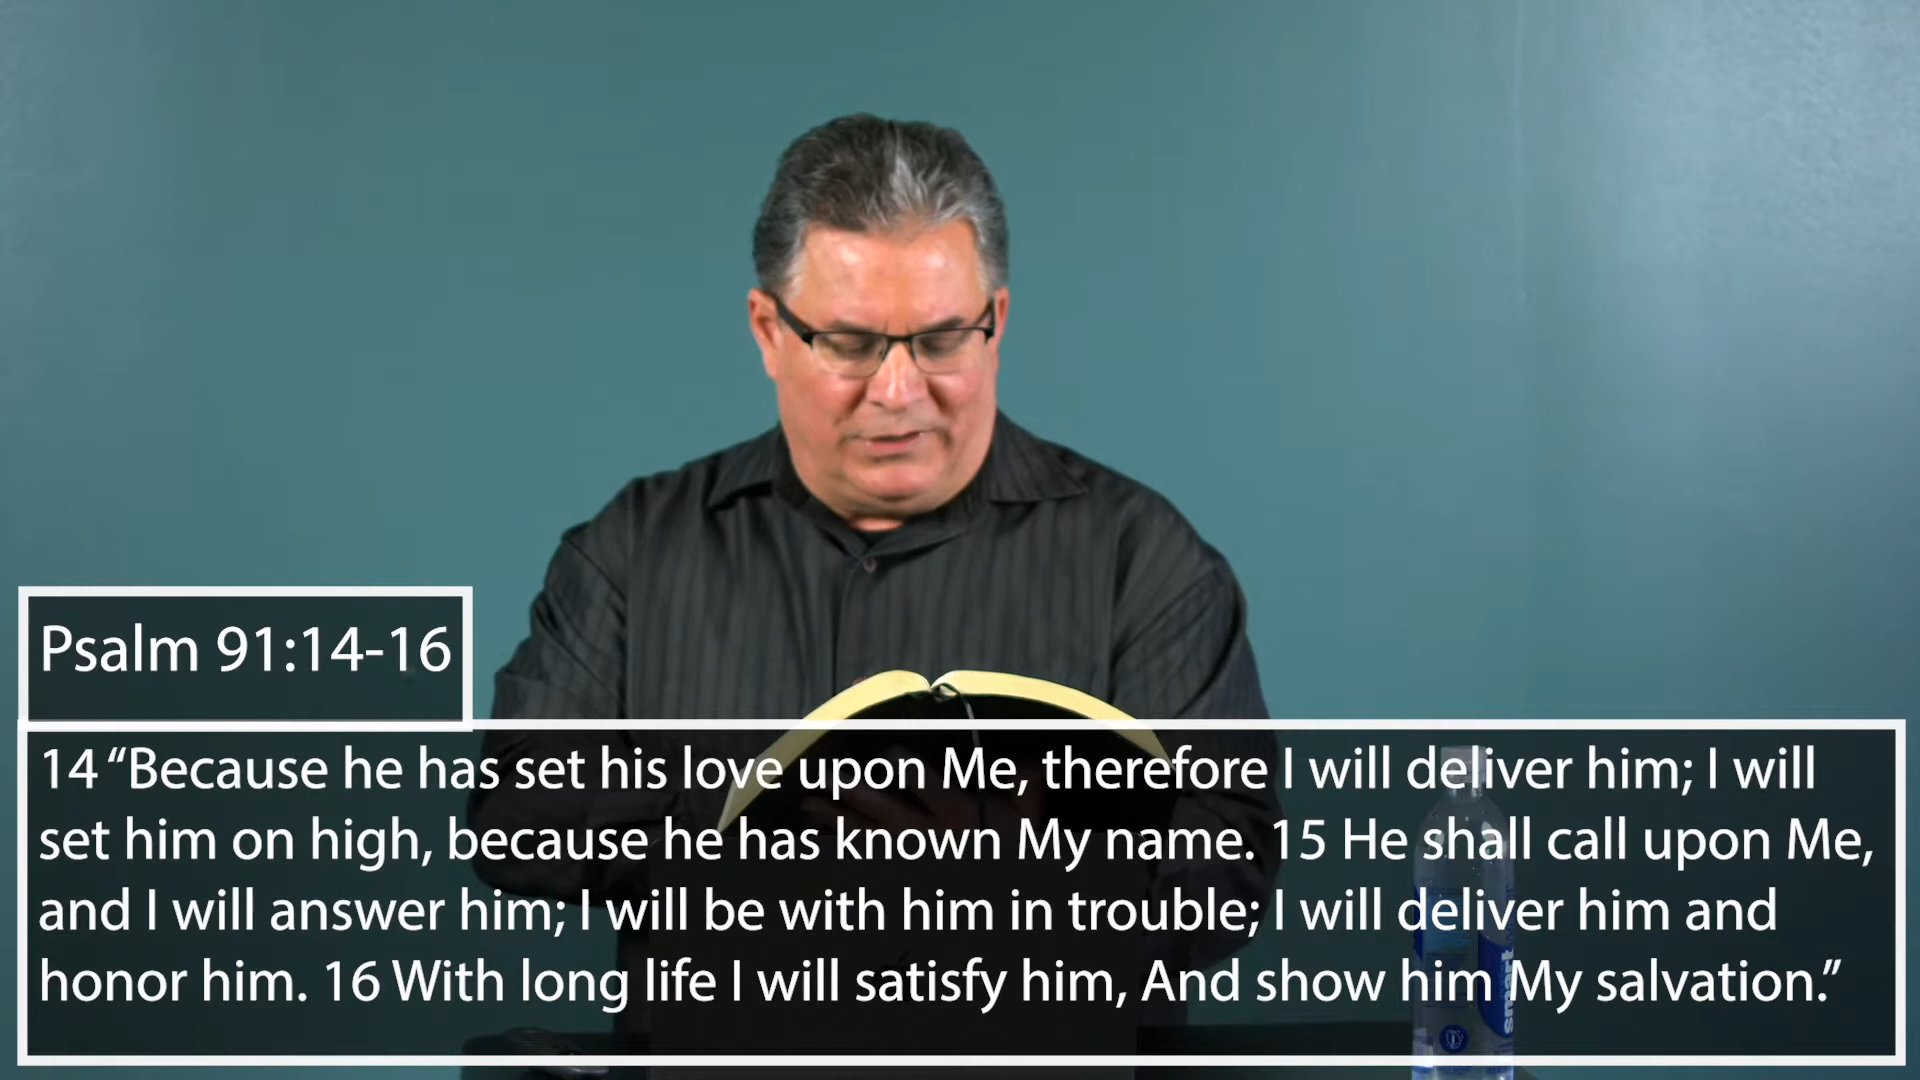 Psalm 91:14-16
14 “Because he has set his love upon Me, therefore I will deliver him; I will
set him on high, because he has known My name. 15 He shall call upon Me,
and I will answer him; I will be with him in trouble; I will deliver him and
honor him. 16 With long life I will satisfy him, And show him My salvation.”
smart